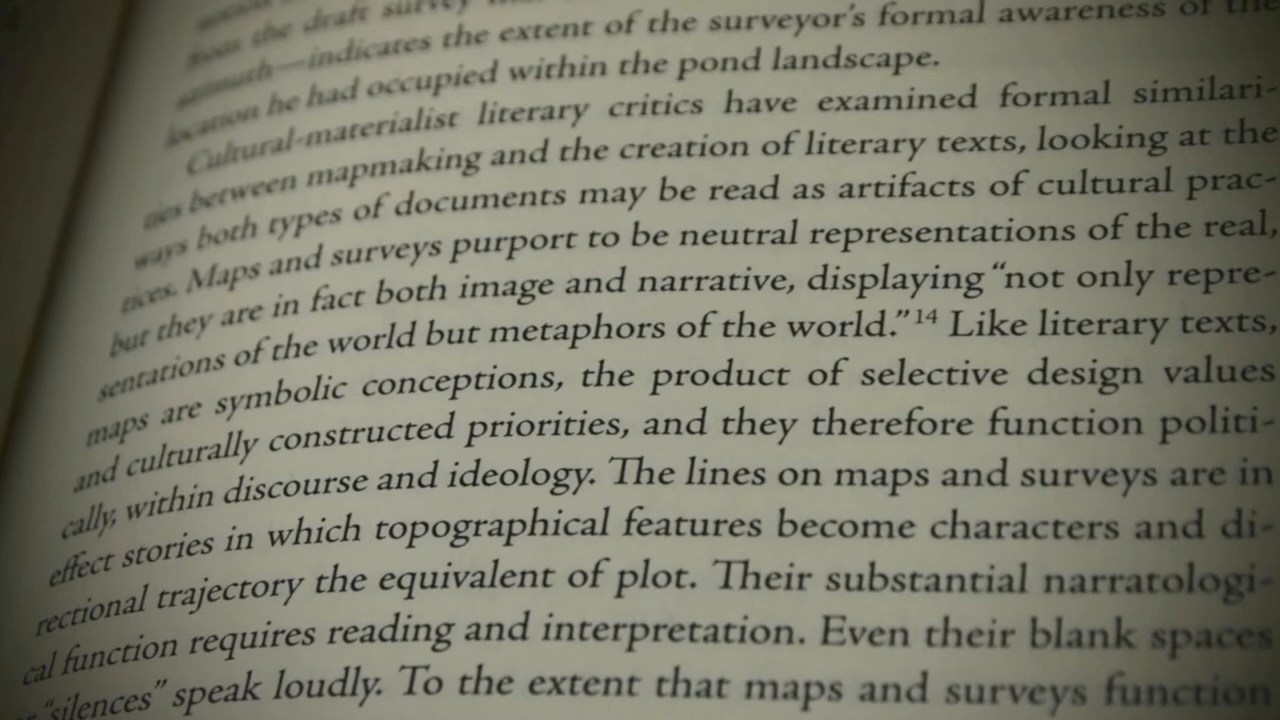 from the draft survey
—indicates the extent of the surveyor's formal awareness of the
location he had occupied within the pond landscape.
Cultural-materialist literary critics have examined formal similari-
ties between mapmaking and the creation of literary texts, looking at the
ways both types of documents may be read as artifacts of cultural prac-
tices. Maps and surveys purport to be neutral representations of the real,
but they are in fact both image and narrative, displaying “not only repre-
sentations of the world but metaphors of the world.”14 Like literary texts,
maps are symbolic conceptions, the product of selective design values
and culturally constructed priorities, and they therefore function politi-
cally, within discourse and ideology. The lines on maps and surveys are in
effect stories in which topographical features become characters and di-
rectional trajectory the equivalent of plot. Their substantial narratologi-
cal function requires reading and interpretation. Even their blank spaces
“silences” speak loudly. To the extent that maps and surveys function